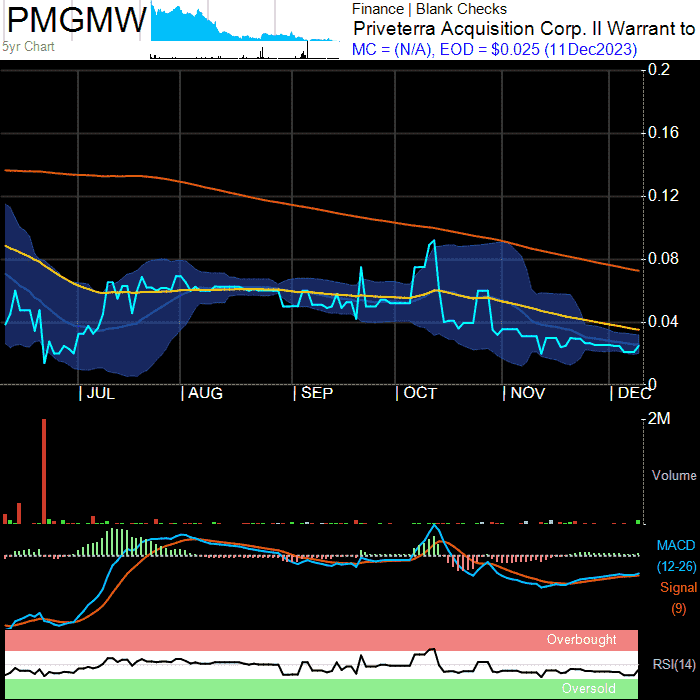 PMGMW
5yr Chart
Finance | Blank Checks
Priveterra Acquisition Corp. II Warrant to
MC = (N/A), EOD = $0.025 (11Dec2023)
0.2
0.16
0.12
0.08
0.04
0
| JUL | AUG | SEP | OCT | NOV | DEC
2M
Volume
MACD
(12-26)
Signal
(9)
Overbought
RSI(14)
Oversold